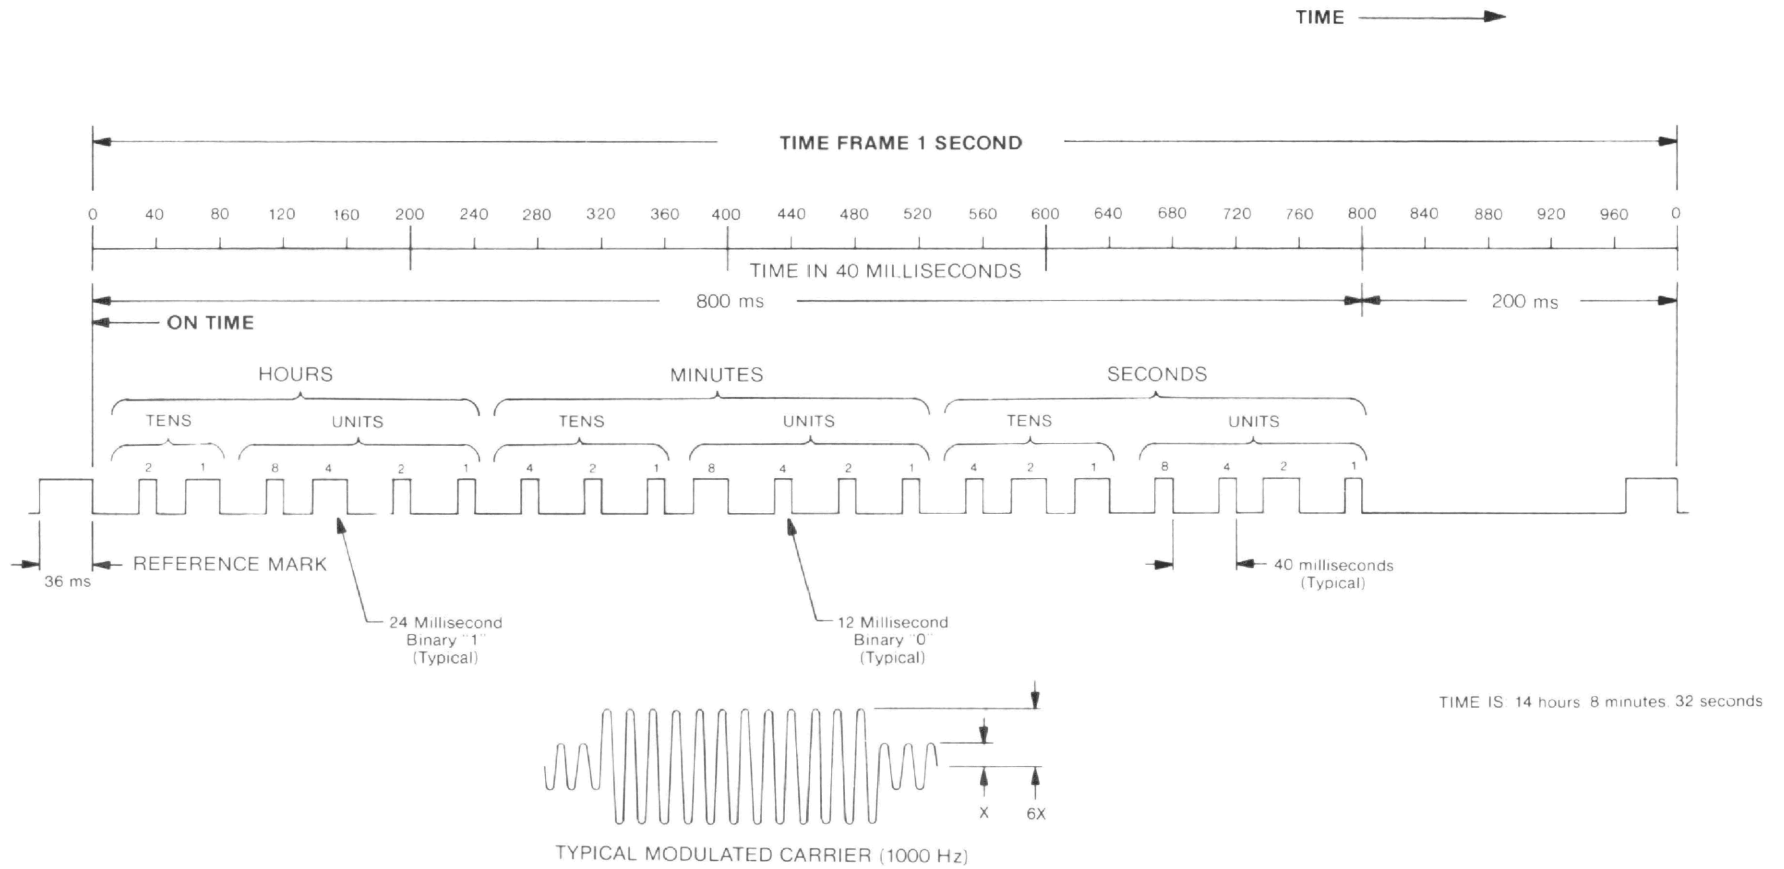 TIME
TIME FRAME 1 SECOND
0 40 80 120 160 200 240 280 320 360 400 440 480 520 560 600 640 680 720 760 800 840 880 920 960 0
TIME IN 40 MILLISECONDS
800 ms 200 ms
ON TIME
HOURS MINUTES SECONDS
TENS UNITS TENS UNITS TENS UNITS
2 1 8 4 2 1 4 2 1 8 4 2 1 4 2 1 8 4 2 1
REFERENCE MARK
36 ms
40 milliseconds
(Typical)
24 Millisecond
Binary "1"
(Typical)
12 Millisecond
Binary "0"
(Typical)
TIME IS 14 hours 8 minutes, 32 seconds
X 6X
TYPICAL MODULATED CARRIER (1000 Hz)